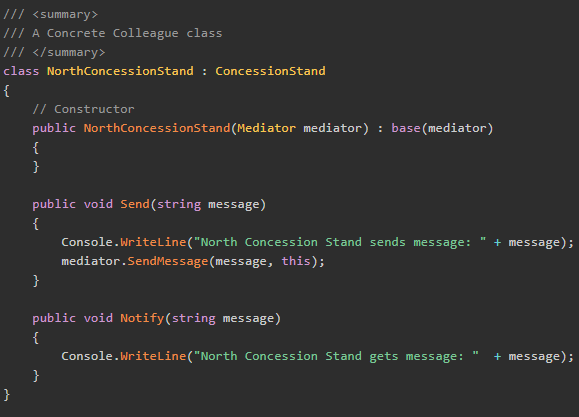 /// <summary>
/// A Concrete Colleague class
/// </summary>
class NorthConcessionStand : ConcessionStand
{
    // Constructor
    public NorthConcessionStand(Mediator mediator) : base(mediator)
    {
    }

    public void Send(string message)
    {
        Console.WriteLine("North Concession Stand sends message: " + message);
        mediator.SendMessage(message, this);
    }

    public void Notify(string message)
    {
        Console.WriteLine("North Concession Stand gets message: "  + message);
    }
}